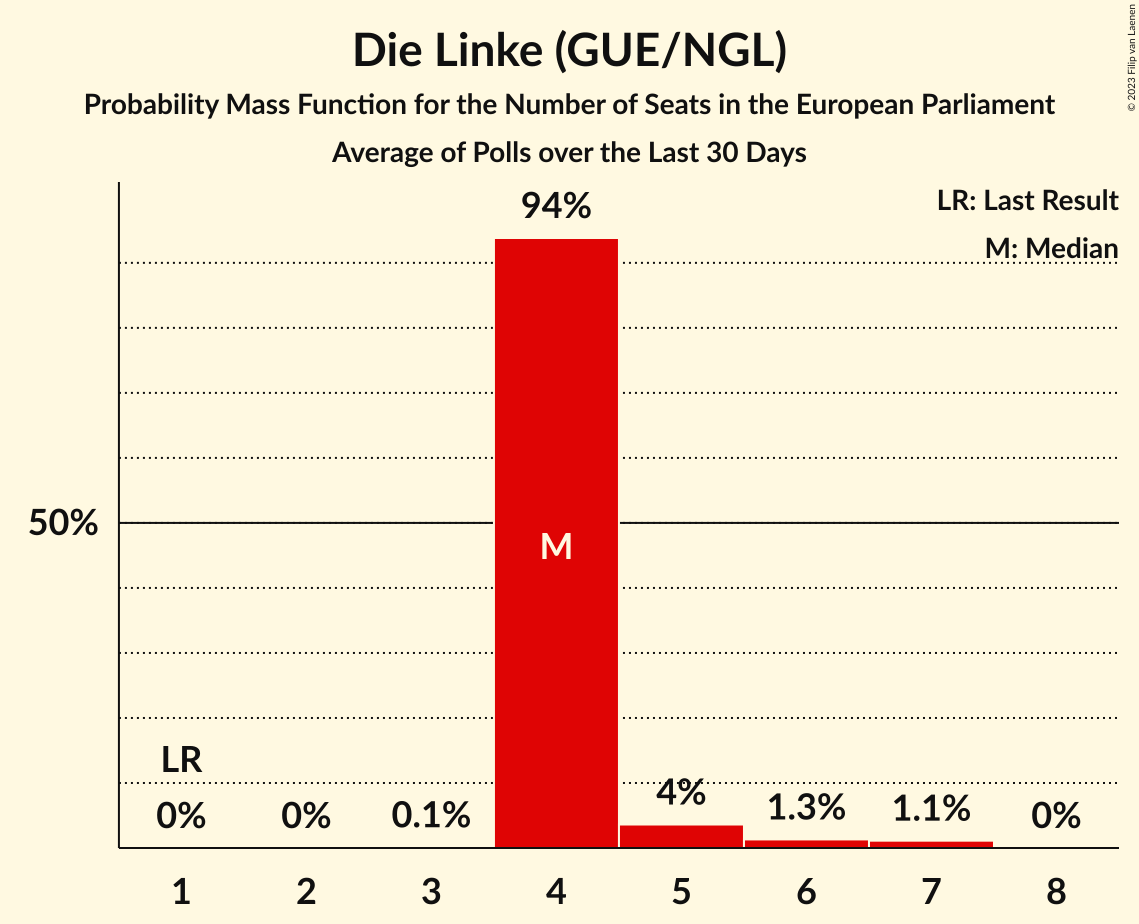 Die Linke (GUE/NGL)
Probability Mass Function for the Number of Seats in the European Parliament
Average of Polls over the Last 30 Days
© 2023 Filip van Laenen
LR: Last Result
M: Median
94%
50%
M
LR
0%
0%
0.1%
4%
1.3%
1.1%
0%
1
2
3
4
5
6
7
8